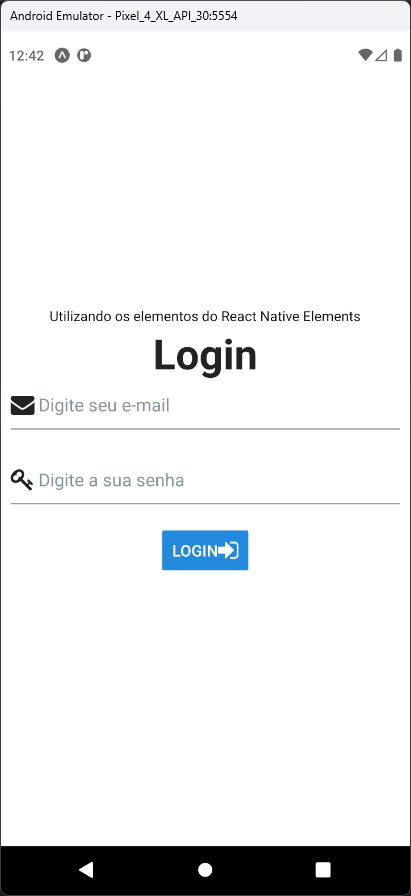 Android Emulator - Pixel_4_XL_API_30:5554
12:42
Utilizando os elementos do React Native Elements
Login
Digite seu e-mail
Digite a sua senha
LOGIN